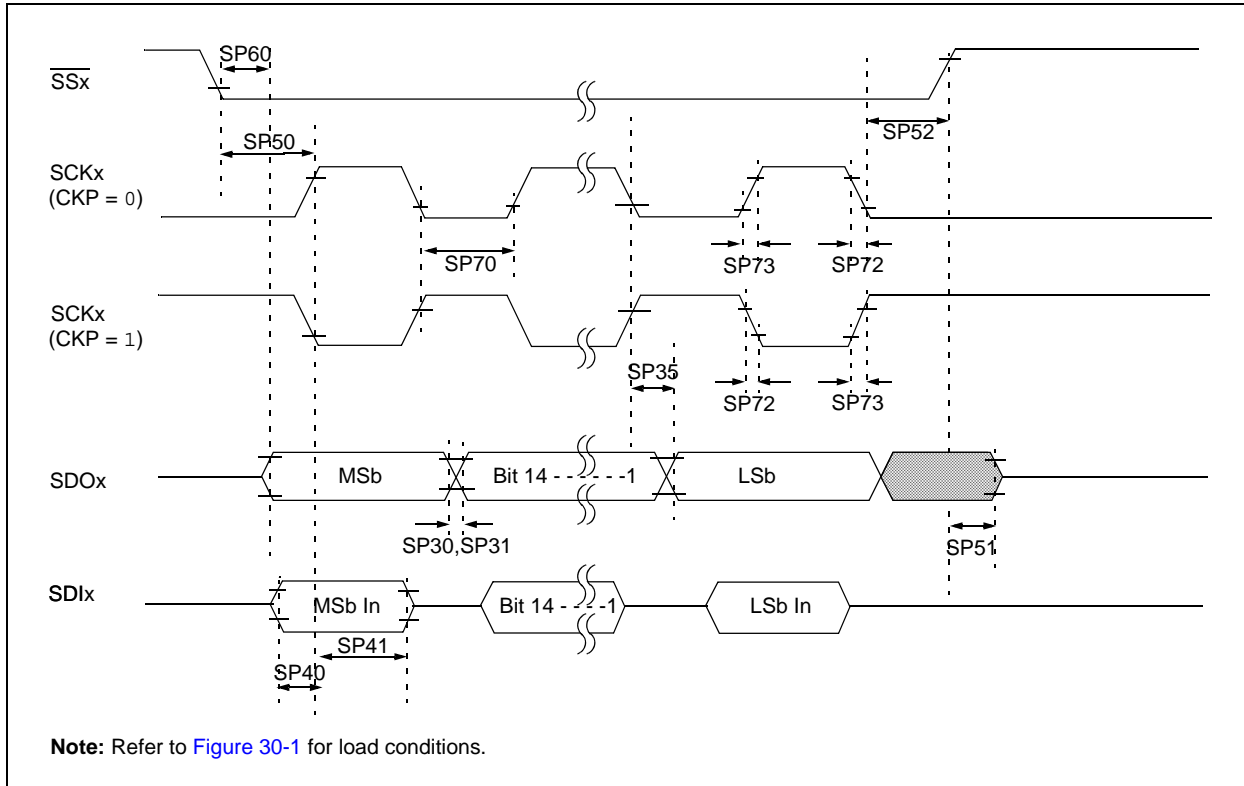 SP60
SSx
SP52
SP50
SCKx
(CKP = 0)
SP70
SP73
SP72
SCKx
(CKP = 1)
SP35
SP72
SP73
SDOx
MSb
Bit 14 - - - - - -1
LSb
SP30,SP31
SP51
SDIx
MSb In
Bit 14 - - - -1
LSb In
SP41
SP40
Note: Refer to Figure 30-1 for load conditions.